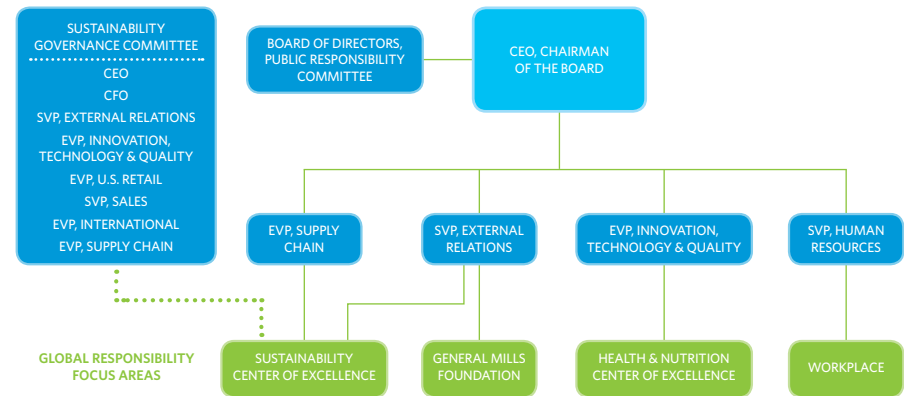 SUSTAINABILITY
GOVERNANCE COMMITTEE
CEO
CFO
SVP, EXTERNAL RELATIONS
EVP, INNOVATION,
TECHNOLOGY & QUALITY
EVP, U.S. RETAIL
SVP, SALES
EVP, INTERNATIONAL
EVP, SUPPLY CHAIN
BOARD OF DIRECTORS,
PUBLIC RESPONSIBILITY
COMMITTEE
CEO, CHAIRMAN
OF THE BOARD
EVP, SUPPLY
CHAIN
SVP, EXTERNAL
RELATIONS
EVP, INNOVATION,
TECHNOLOGY & QUALITY
SVP, HUMAN
RESOURCES
GLOBAL RESPONSIBILITY
FOCUS AREAS
SUSTAINABILITY
CENTER OF EXCELLENCE
GENERAL MILLS
FOUNDATION
HEALTH & NUTRITION
CENTER OF EXCELLENCE
WORKPLACE